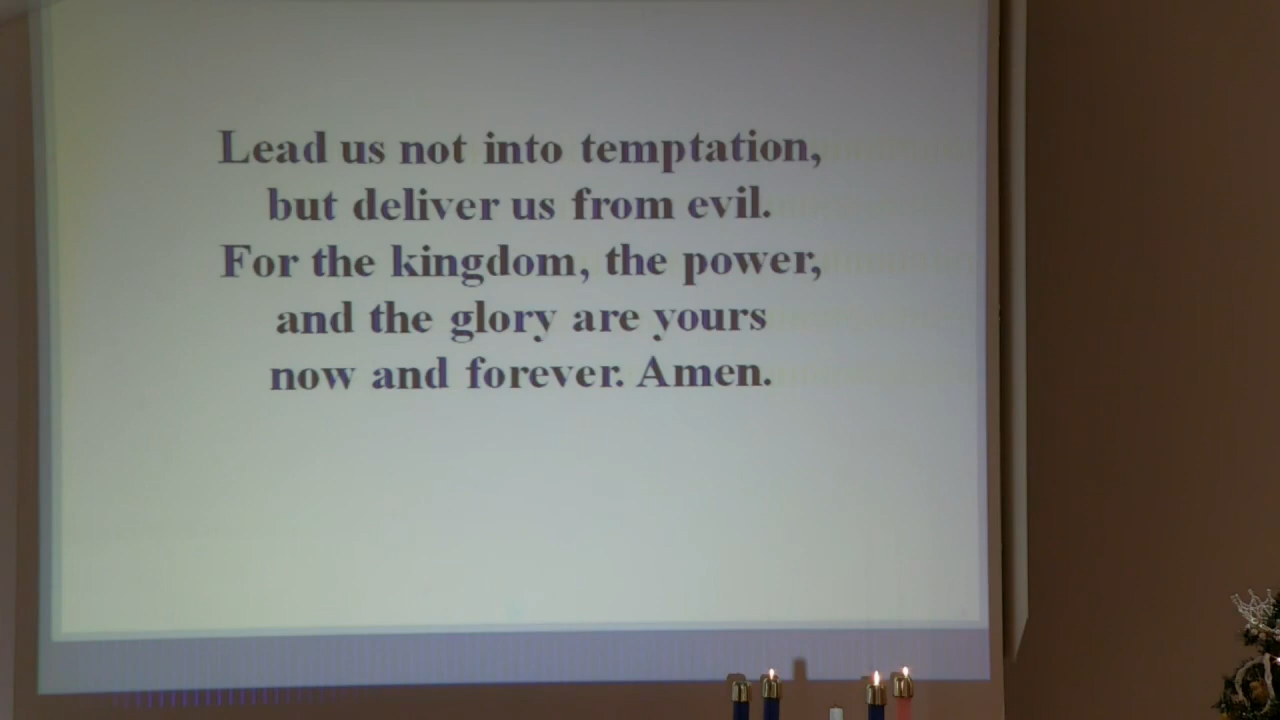 Lead us not into temptation,
but deliver us from evil.
For the kingdom, the power,
and the glory are yours
now and forever. Amen.